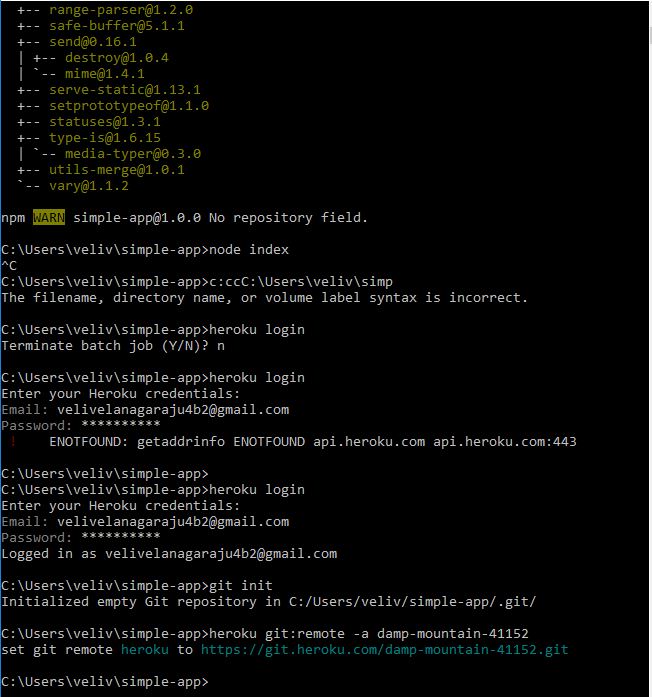 +-- range-parser@1.2.0
+-- safe-buffer@5.1.1
+-- send@0.16.1
| +-- destroy@1.0.4
| `-- mime@1.4.1
+-- serve-static@1.13.1
+-- setprototypeof@1.1.0
+-- statuses@1.3.1
+-- type-is@1.6.15
| `-- media-typer@0.3.0
+-- utils-merge@1.0.1
`-- vary@1.1.2
npm WARN simple-app@1.0.0 No repository field.
C:\Users\veliv\simple-app>node index
^C
C:\Users\veliv\simple-app>c:ccC:\Users\veliv\simp
The filename, directory name, or volume label syntax is incorrect.
C:\Users\veliv\simple-app>heroku login
Terminate batch job (Y/N)? n
C:\Users\veliv\simple-app>heroku login
Enter your Heroku credentials:
Email: velivelanagaraju4b2@gmail.com
Password: **********
!    ENOTFOUND: getaddrinfo ENOTFOUND api.heroku.com api.heroku.com:443
C:\Users\veliv\simple-app>
C:\Users\veliv\simple-app>heroku login
Enter your Heroku credentials:
Email: velivelanagaraju4b2@gmail.com
Password: **********
Logged in as velivelanagaraju4b2@gmail.com
C:\Users\veliv\simple-app>git init
Initialized empty Git repository in C:/Users/veliv/simple-app/.git/
C:\Users\veliv\simple-app>heroku git:remote -a damp-mountain-41152
set git remote heroku to https://git.heroku.com/damp-mountain-41152.git
C:\Users\veliv\simple-app>